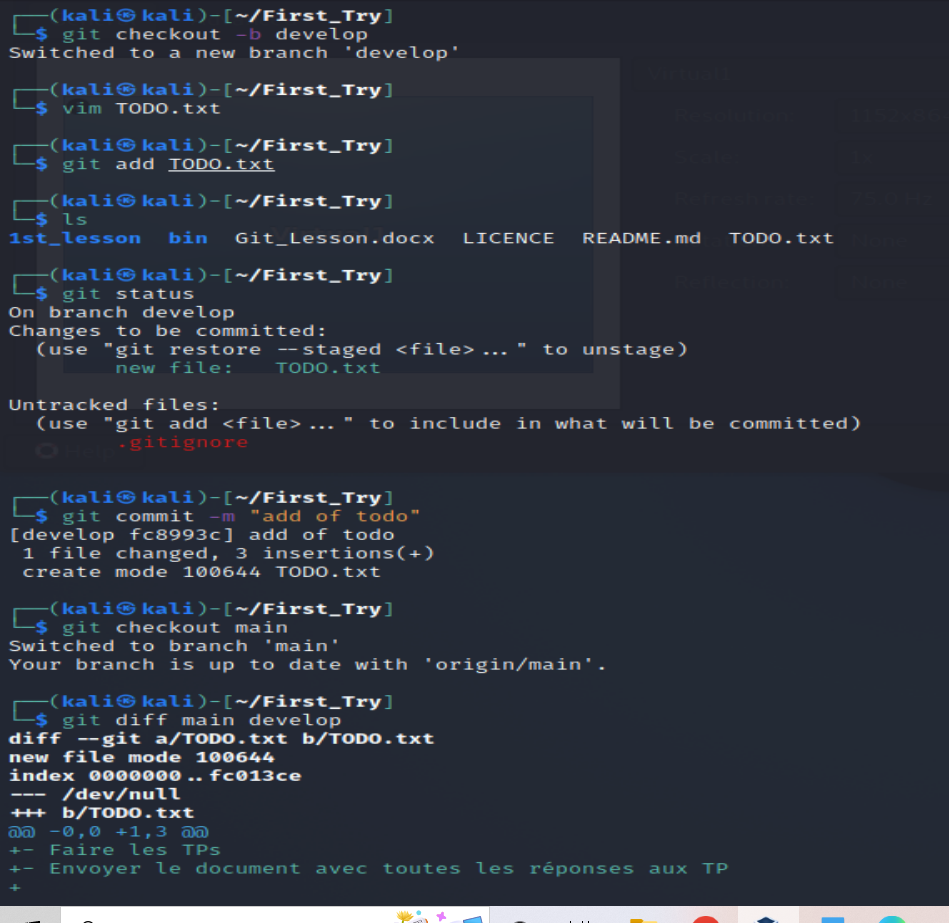 ┌──(kali㉿kali)-[~/First_Try]
└─$ git checkout -b develop
Switched to a new branch 'develop'
┌──(kali㉿kali)-[~/First_Try]
└─$ vim TODO.txt
┌──(kali㉿kali)-[~/First_Try]
└─$ git add TODO.txt
┌──(kali㉿kali)-[~/First_Try]
└─$ ls
1st_lesson  bin  Git_Lesson.docx  LICENCE  README.md  TODO.txt
┌──(kali㉿kali)-[~/First_Try]
└─$ git status
On branch develop
Changes to be committed:
  (use "git restore --staged <file>..." to unstage)
        new file:   TODO.txt
Untracked files:
  (use "git add <file>..." to include in what will be committed)
        .gitignore
┌──(kali㉿kali)-[~/First_Try]
└─$ git commit -m "add of todo"
[develop fc8993c] add of todo
 1 file changed, 3 insertions(+)
 create mode 100644 TODO.txt
┌──(kali㉿kali)-[~/First_Try]
└─$ git checkout main
Switched to branch 'main'
Your branch is up to date with 'origin/main'.
┌──(kali㉿kali)-[~/First_Try]
└─$ git diff main develop
diff --git a/TODO.txt b/TODO.txt
new file mode 100644
index 0000000..fc013ce
--- /dev/null
+++ b/TODO.txt
@@ -0,0 +1,3 @@
+- Faire les TPs
+- Envoyer le document avec toutes les réponses aux TP
+